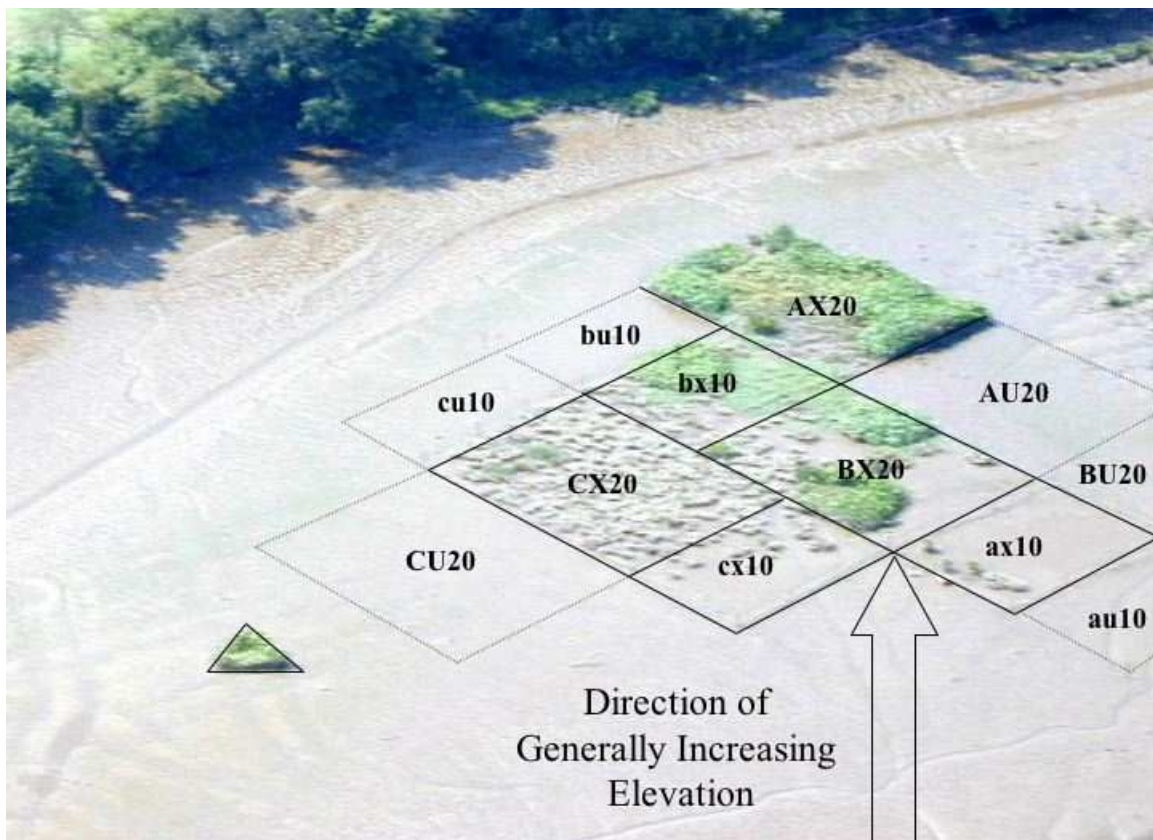 AX20
bu10
bx10
cu10
AU20
BX20
BU20
CX20
ax10
CU20
cx10
au10
Direction of
Generally Increasing
Elevation